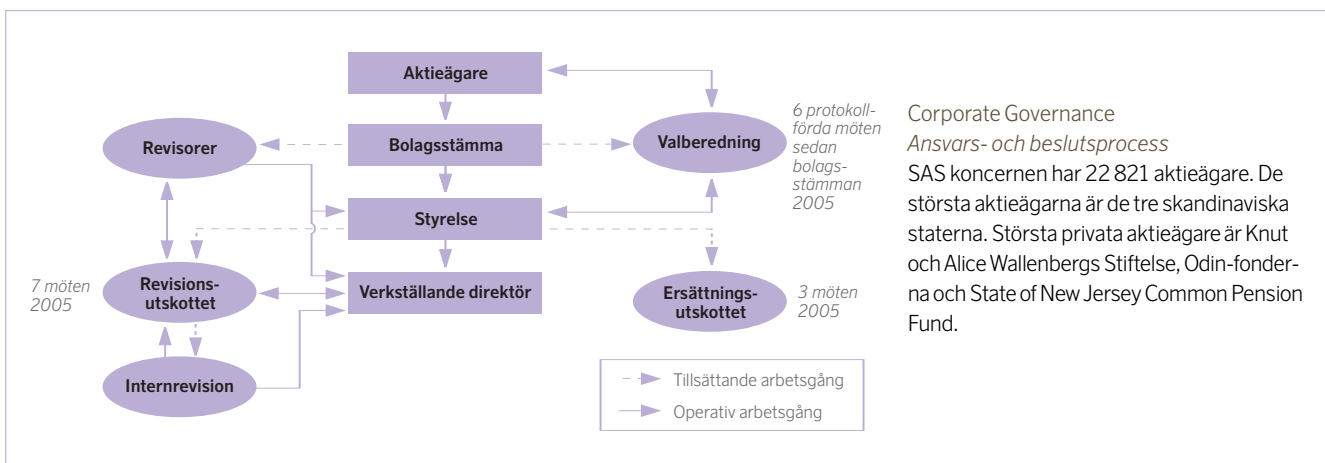 Aktieägare
Revisorer
Bolagsstämma
Valberedning
6 protokoll-
förda möten
sedan
bolags-
stämman
2005
Styrelse
7 möten
2005
Revisions-
utskottet
Verkställande direktör
Ersättnings-
utskottet
3 möten
2005
Internrevision
Tillsättande arbetsgång
Operativ arbetsgång
Corporate Governance
Ansvars- och beslutsprocess
SAS koncernen har 22 821 aktieägare. De
största aktieägarna är de tre skandinaviska
staterna. Största privata aktieägare är Knut
och Alice Wallenbergs Stiftelse, Odin-fonder-
na och State of New Jersey Common Pension
Fund.